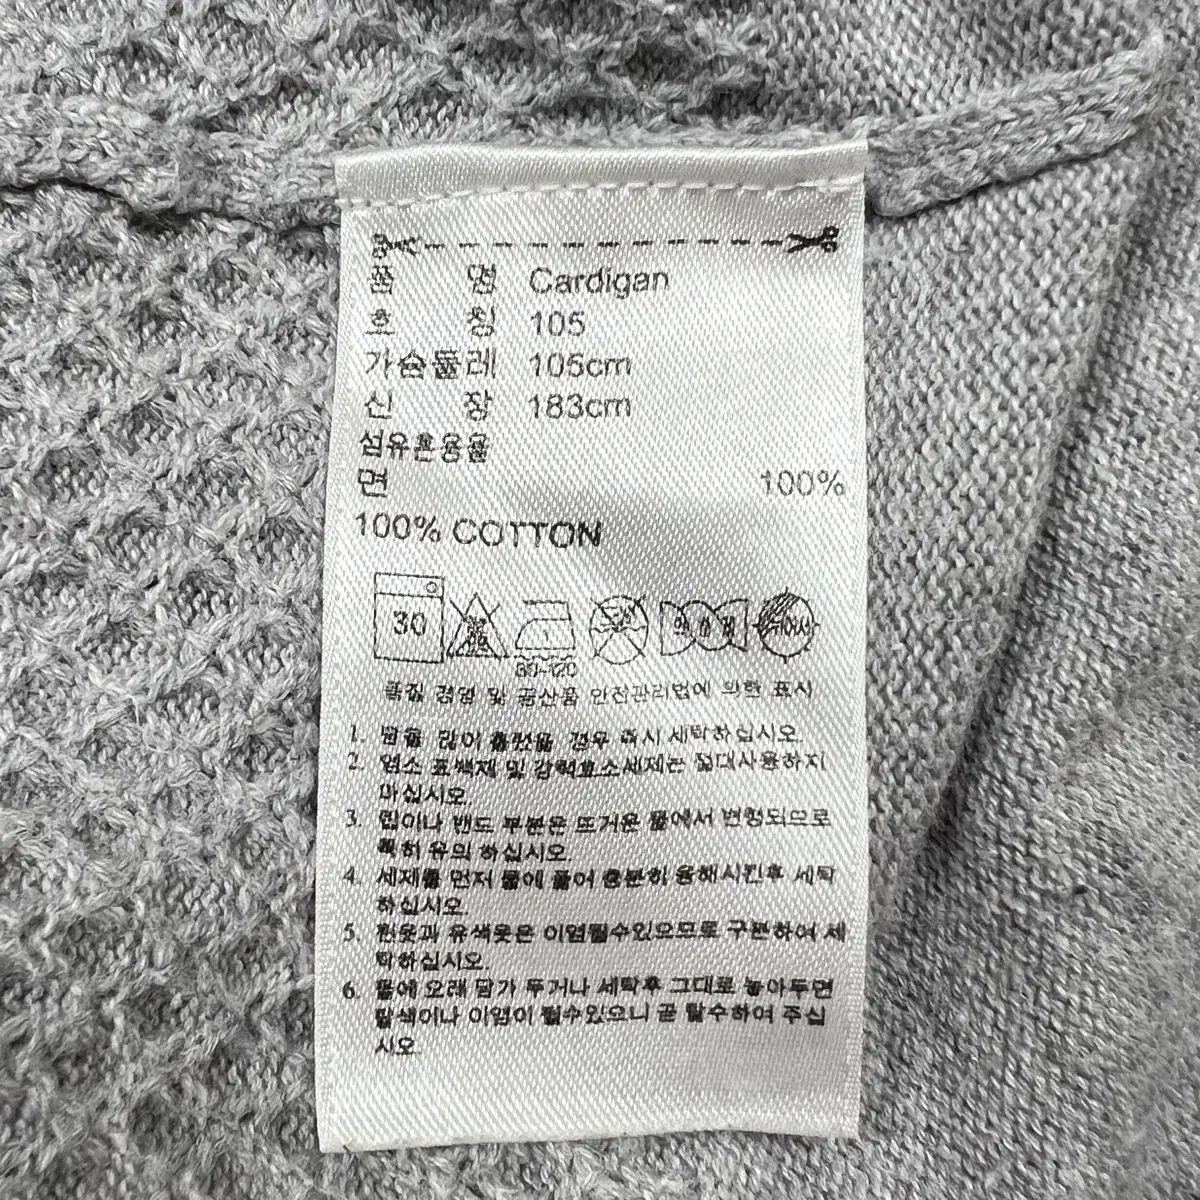 품 명 Cardigan
호 칭 105
가슴둘레 105cm
신 장 183cm
섬유혼용율
면 100%
100% COTTON
30
80~120
품질 경영 및 공산품 안전관리법에 의한 표시
1. 땀을 많이 흘렸을 경우 즉시 세탁하십시오.
2. 염소 표백제 및 강력효소세제는 절대사용하지
마십시오.
3. 립이나 밴드 부분은 뜨거운 물에서 변형되므로
특히 유의 하십시오.
4. 세제를 먼저 물에 풀어 충분히 용해시킨후 세탁
하십시오.
5. 흰옷과 유색옷은 이염될수있으므로 구분하여 세
탁하십시오.
6. 물에 오래 담가 두거나 세탁후 그대로 놓아두면
탈색이나 이염이 될수있으니 곧 탈수하여 주십
시오.